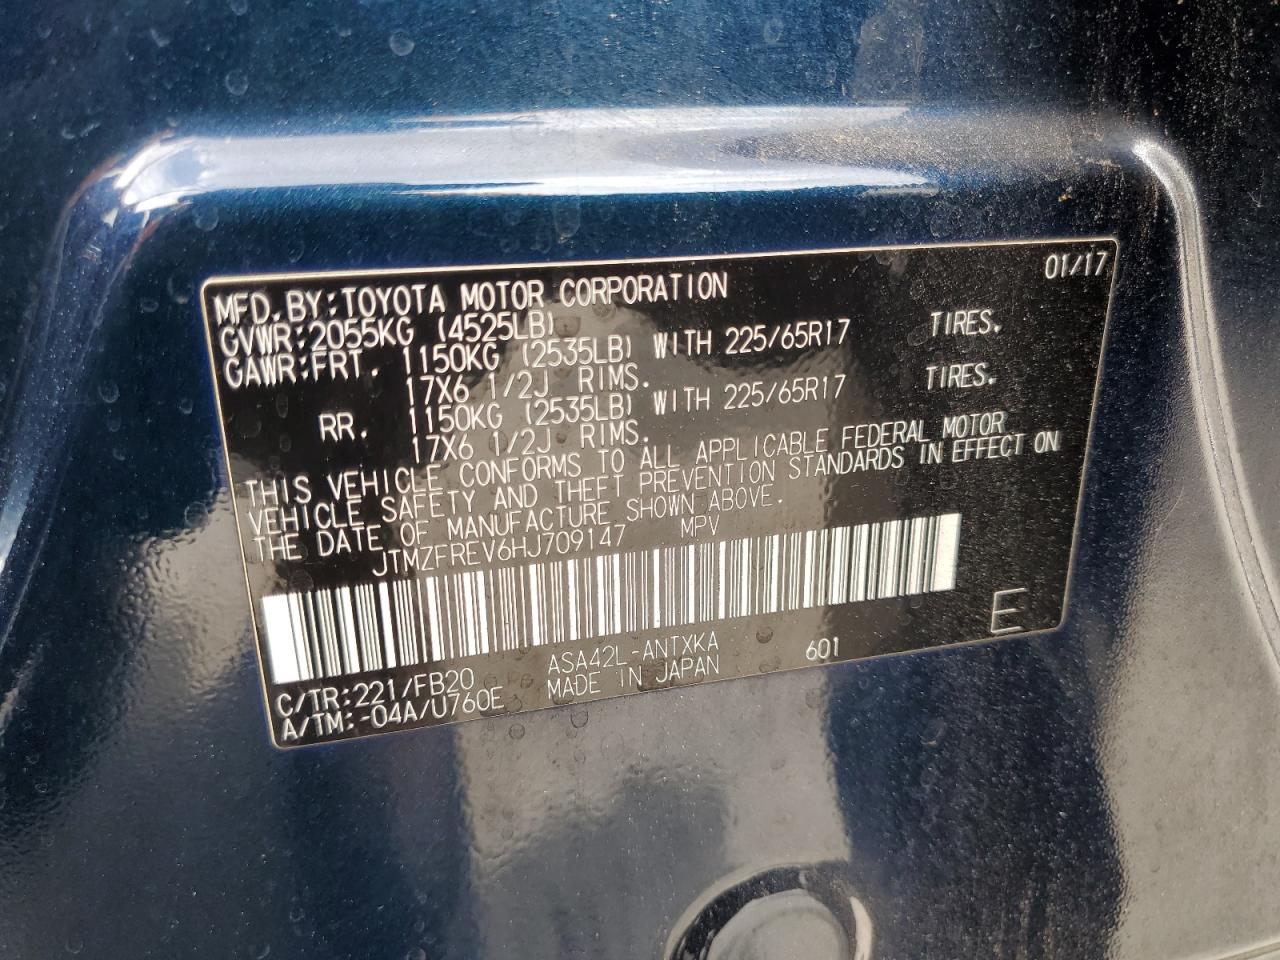 01/17
MFD.BY:TOYOTA MOTOR CORPORATION
GVWR:2055KG (4525LB)
GAWR:FRT. 1150KG (2535LB) WITH 225/65R17 TIRES.
17X6 1/2J RIMS.
RR. 1150KG (2535LB) WITH 225/65R17 TIRES.
17X6 1/2J RIMS.
THIS VEHICLE CONFORMS TO ALL APPLICABLE FEDERAL MOTOR
VEHICLE SAFETY AND THEFT PREVENTION STANDARDS IN EFFECT ON
THE DATE OF MANUFACTURE SHOWN ABOVE.
JTMZFREV6HJ709147 MPV
C/TR:221/FB20 ASA42L-ANTXKA 601 E
A/TM:-04A/U760E MADE IN JAPAN